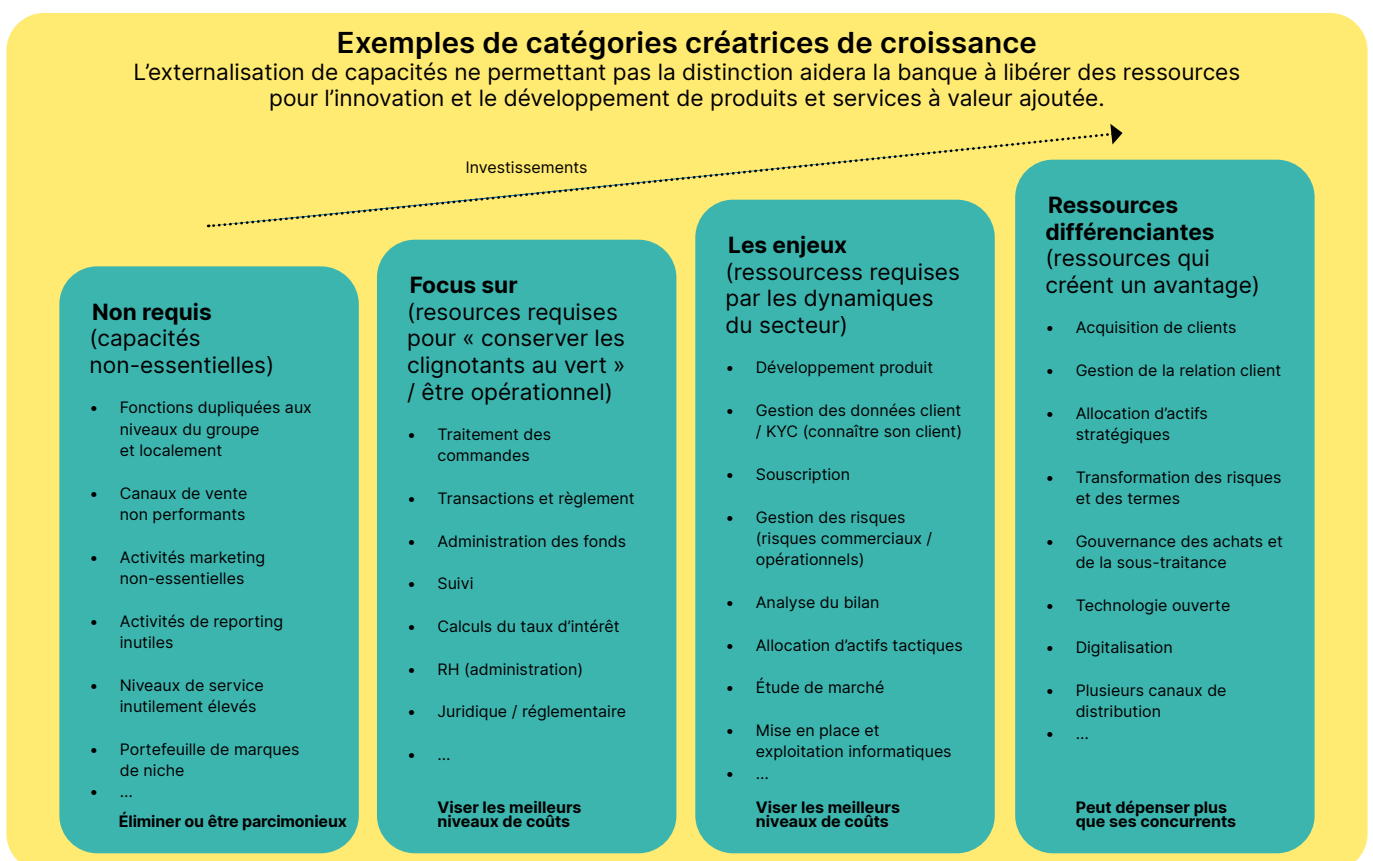 Exemples de catégories créatrices de croissance
L’externalisation de capacités ne permettant pas la distinction aidera la banque à libérer des ressources
pour l’innovation et le développement de produits et services à valeur ajoutée.
Investissements
Non requis
(capacités
non-essentielles)
• Fonctions dupliquées aux
niveaux du groupe
et localement
• Canaux de vente
non performants
• Activités marketing
non-essentielles
• Activités de reporting
inutiles
• Niveaux de service
inutilement élevés
• Portefeuille de marques
de niche
• ...
Éliminer ou être parcimonieux
Focus sur
(resources requises
pour « conserver les
clignotants au vert »
/ être opérationnel)
• Traitement des
commandes
• Transactions et règlement
• Administration des fonds
• Suivi
• Calculs du taux d’intérêt
• RH (administration)
• Juridique / réglementaire
• ...
Viser les meilleurs
niveaux de coûts
Les enjeux
(ressourcess requises
par les dynamiques
du secteur)
• Développement produit
• Gestion des données client
/ KYC (connaître son client)
• Souscription
• Gestion des risques
(risques commerciaux /
opérationnels)
• Analyse du bilan
• Allocation d’actifs tactiques
• Étude de marché
• Mise en place et
exploitation informatiques
• ...
Viser les meilleurs
niveaux de coûts
Ressources
différenciantes
(ressources qui
créent un avantage)
• Acquisition de clients
• Gestion de la relation client
• Allocation d’actifs
stratégiques
• Transformation des risques
et des termes
• Gouvernance des achats et
de la sous-traitance
• Technologie ouverte
• Digitalisation
• Plusieurs canaux de
distribution
• ...
Peut dépenser plus
que ses concurrents